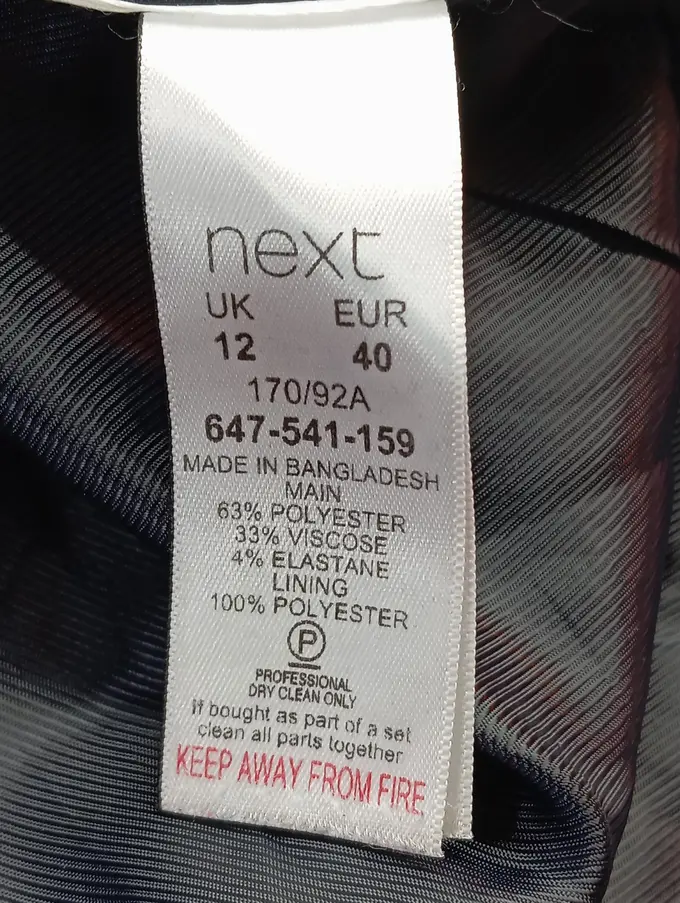 next
UK EUR
12 40
170/92A
647-541-159
MADE IN BANGLADESH
MAIN
63% POLYESTER
33% VISCOSE
4% ELASTANE
LINING
100% POLYESTER
P
PROFESSIONAL
DRY CLEAN ONLY
If bought as part of a set
clean all parts together
KEEP AWAY FROM FIRE